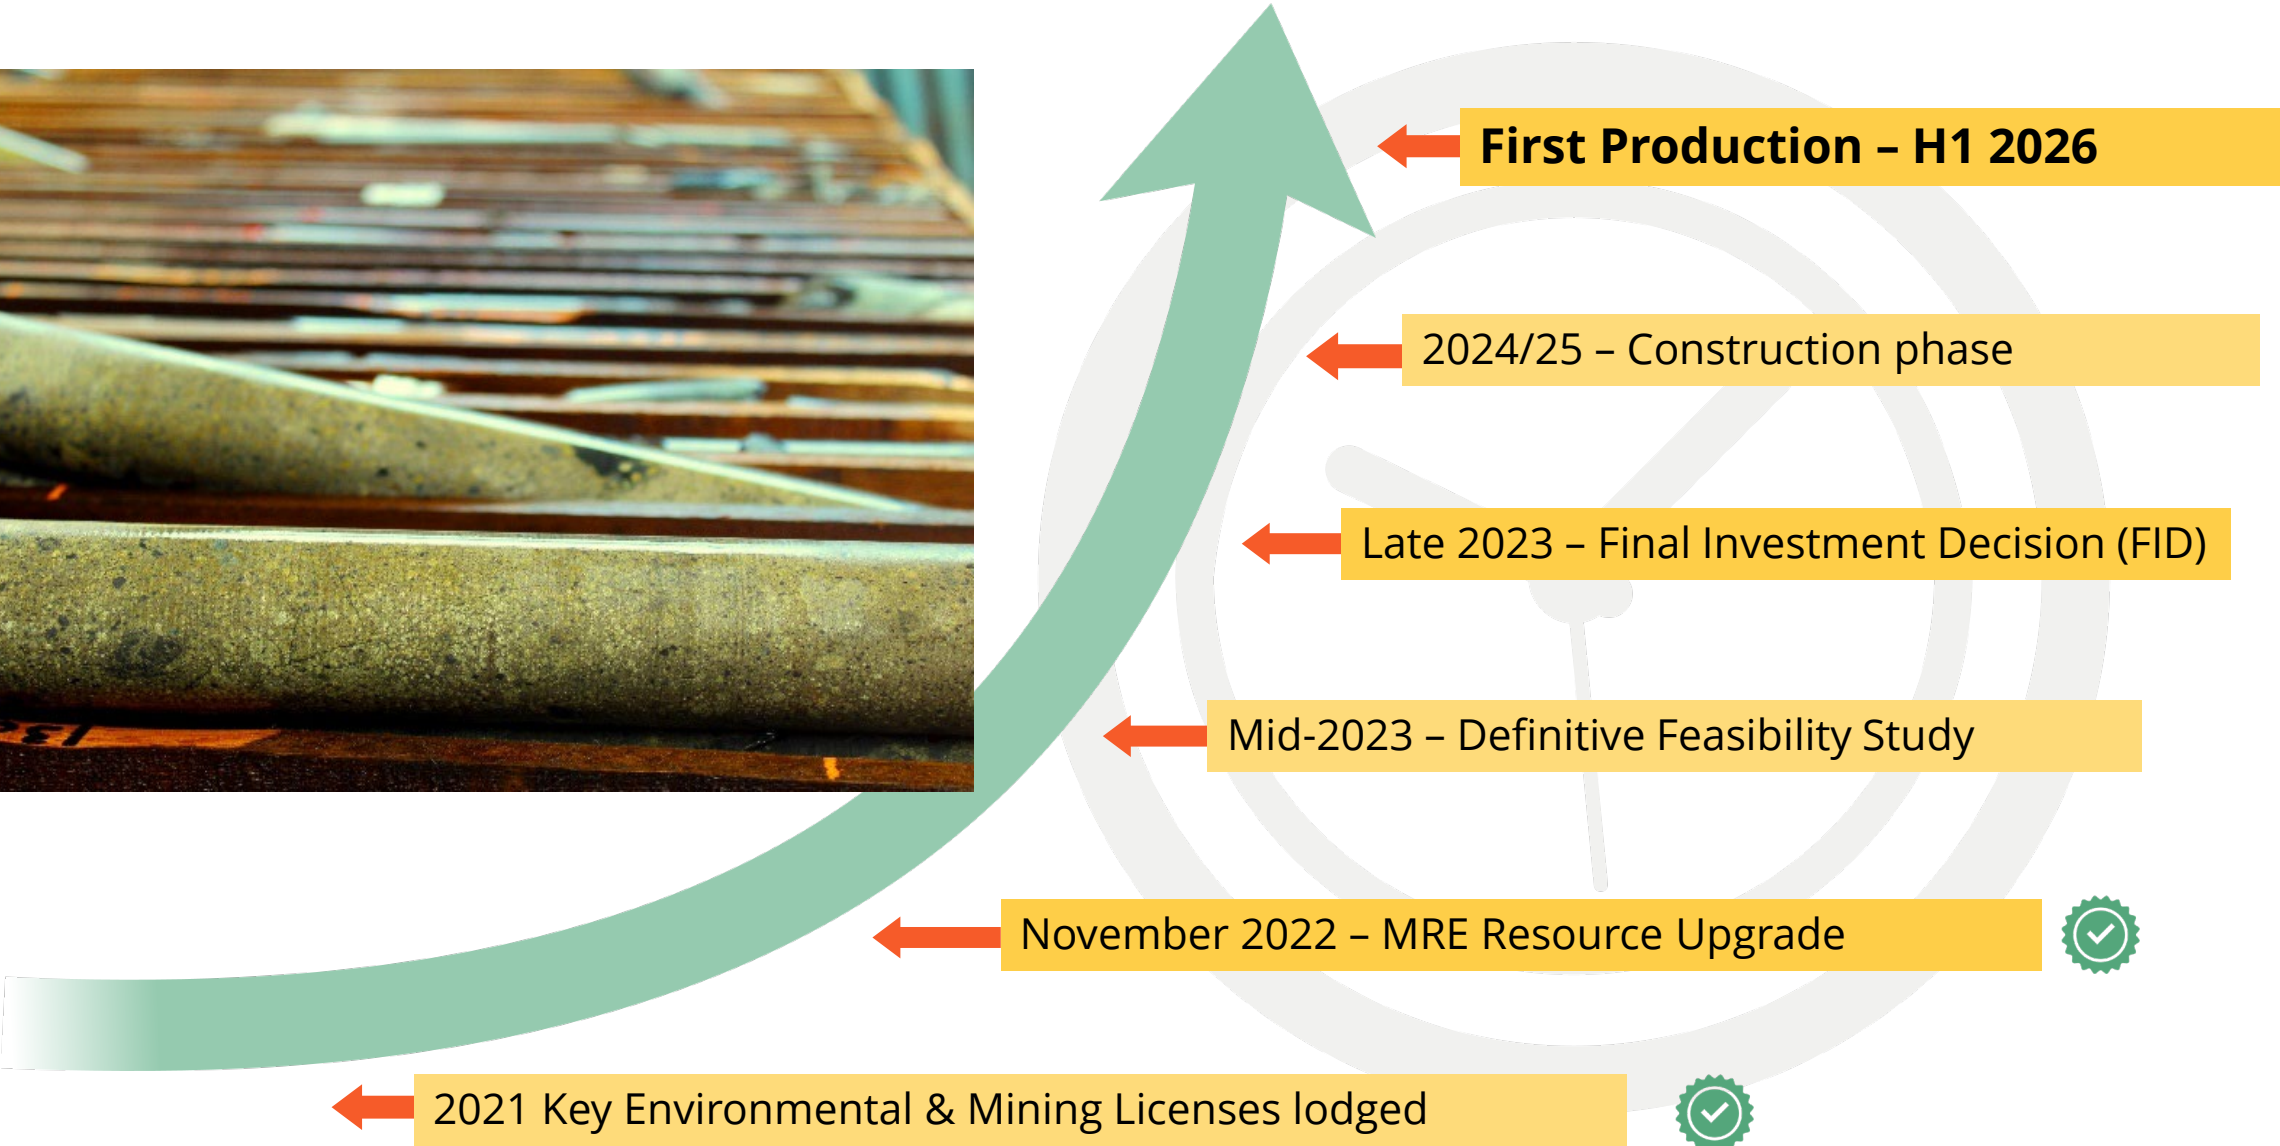 First Production – H1 2026
2024/25 – Construction phase
Late 2023 – Final Investment Decision (FID)
Mid-2023 – Definitive Feasibility Study
November 2022 – MRE Resource Upgrade
2021 Key Environmental & Mining Licenses lodged